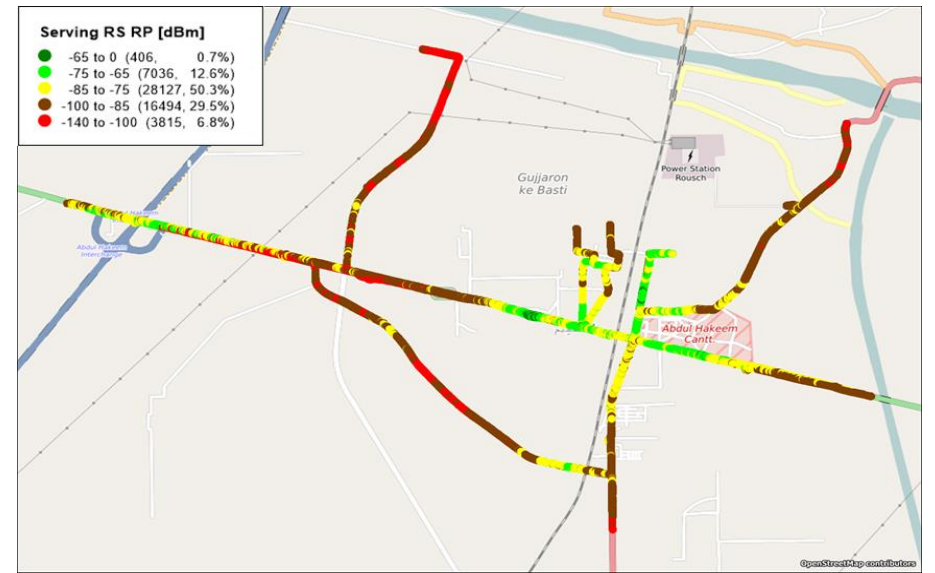 Serving RS RP [dBm]
-65 to 0 (406, 0.7%)
-75 to -65 (7036, 12.6%)
-85 to -75 (28127, 50.3%)
-100 to -85 (16494, 29.5%)
-140 to -100 (3815, 6.8%)
Power Station
Rousch
Gujjaron
ke Basti
Hakeem
Abdul Hakeem
Interchange
Abdul Hakeem
Cantt
OpenStreetMap contributors